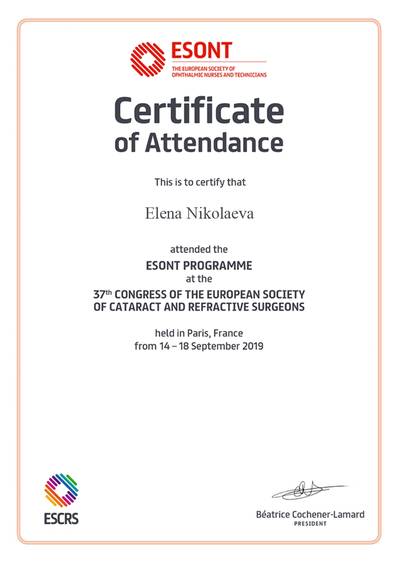 ESONT
THE EUROPEAN SOCIETY OF
OPHTHALMIC NURSES AND TECHNICIANS
Certificate
of Attendance
This is to certify that
Elena Nikolaeva
attended the
ESONT PROGRAMME
at the
37th CONGRESS OF THE EUROPEAN SOCIETY
OF CATARACT AND REFRACTIVE SURGEONS
held in Paris, France
from 14 – 18 September 2019
ESCRS
Béatrice Cochener-Lamard
PRESIDENT